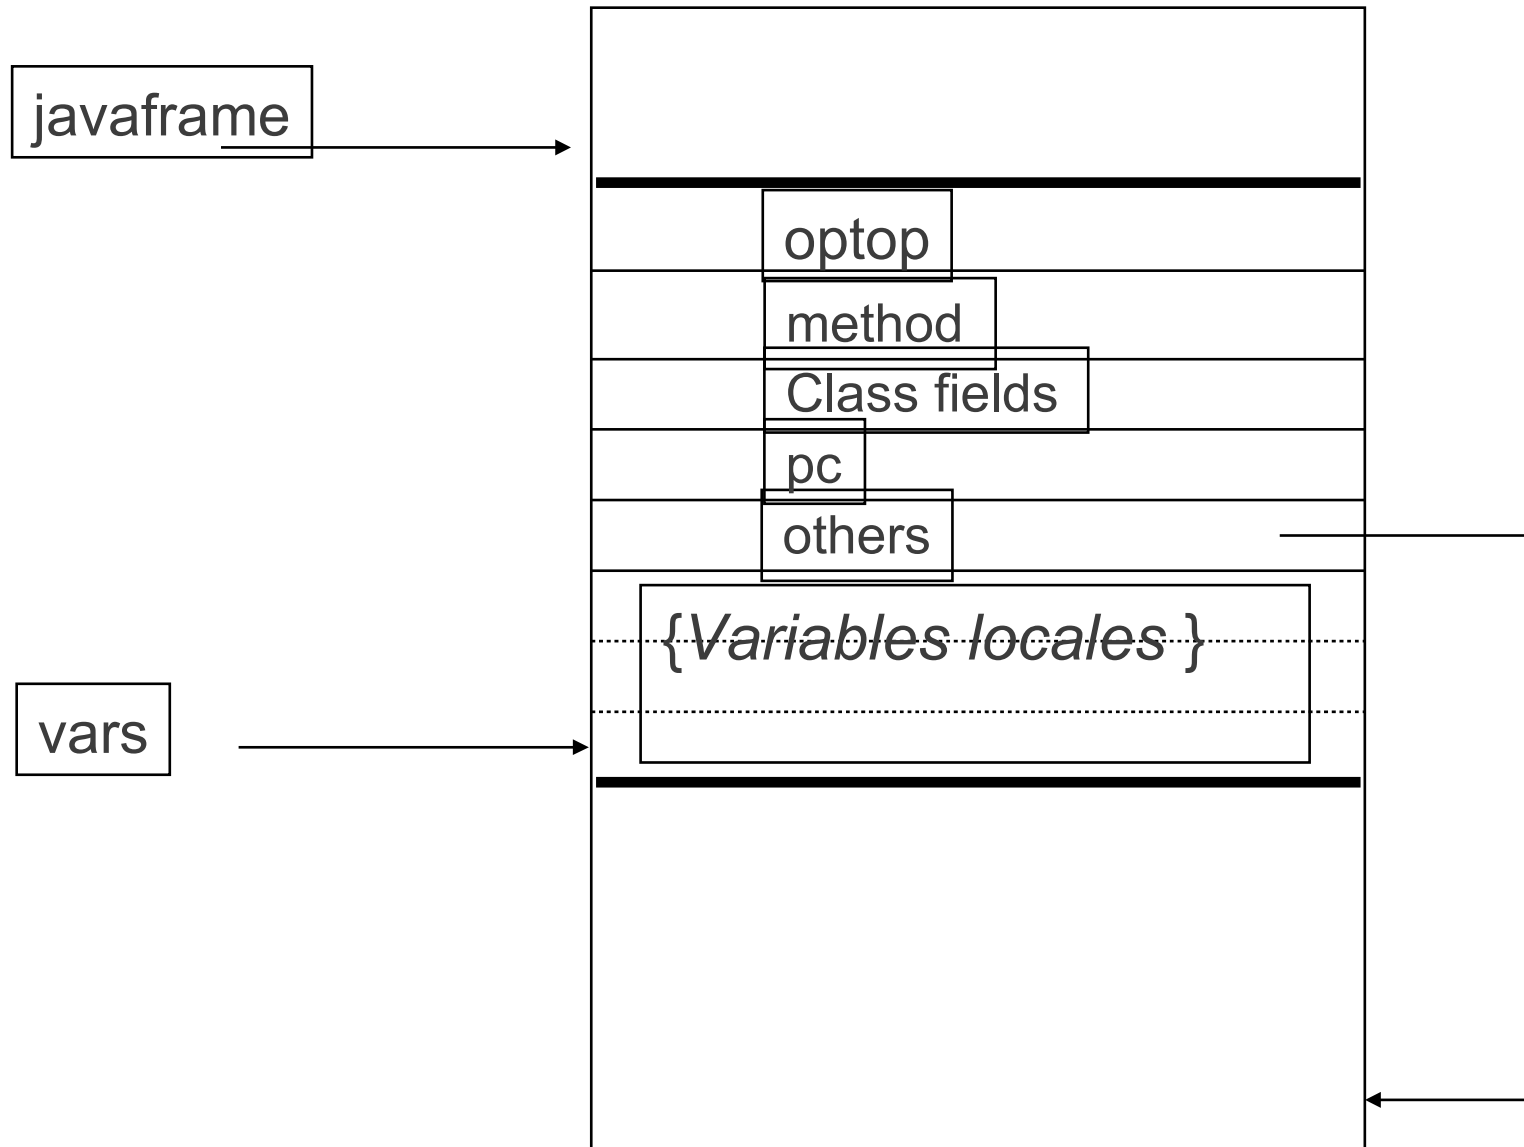 javaframe
optop
method
Class fields
pc
others
{Variables locales }
vars